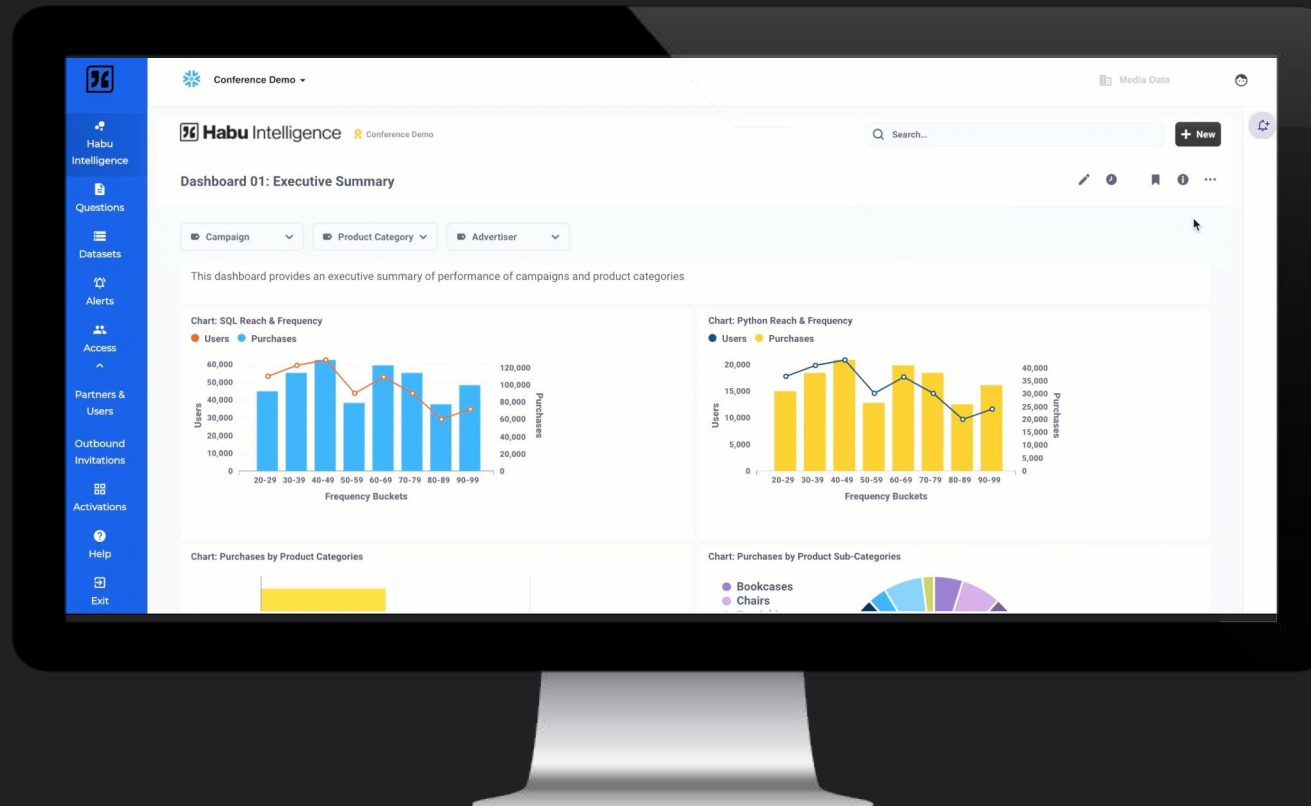 Conference Demo
Media Data
Habu Intelligence
Conference Demo
Search...
+ New
Habu
Intelligence
Questions
Datasets
Alerts
Access
Partners &
Users
Outbound
Invitations
Activations
Help
Exit
Dashboard 01: Executive Summary
Campaign
Product Category
Advertiser
This dashboard provides an executive summary of performance of campaigns and product categories
Chart: SQL Reach & Frequency
Users Purchases
60,000
50,000
40,000
30,000
20,000
10,000
0
Users
120,000
100,000
80,000
60,000
40,000
20,000
0
Purchases
20-29 30-39 40-49 50-59 60-69 70-79 80-89 90-99
Frequency Buckets
Chart: Python Reach & Frequency
Users Purchases
20,000
15,000
10,000
5,000
0
Users
40,000
35,000
30,000
25,000
20,000
15,000
10,000
5,000
0
Purchases
20-29 30-39 40-49 50-59 60-69 70-79 80-89 90-99
Frequency Buckets
Chart: Purchases by Product Categories
Chart: Purchases by Product Sub-Categories
Bookcases
Chairs